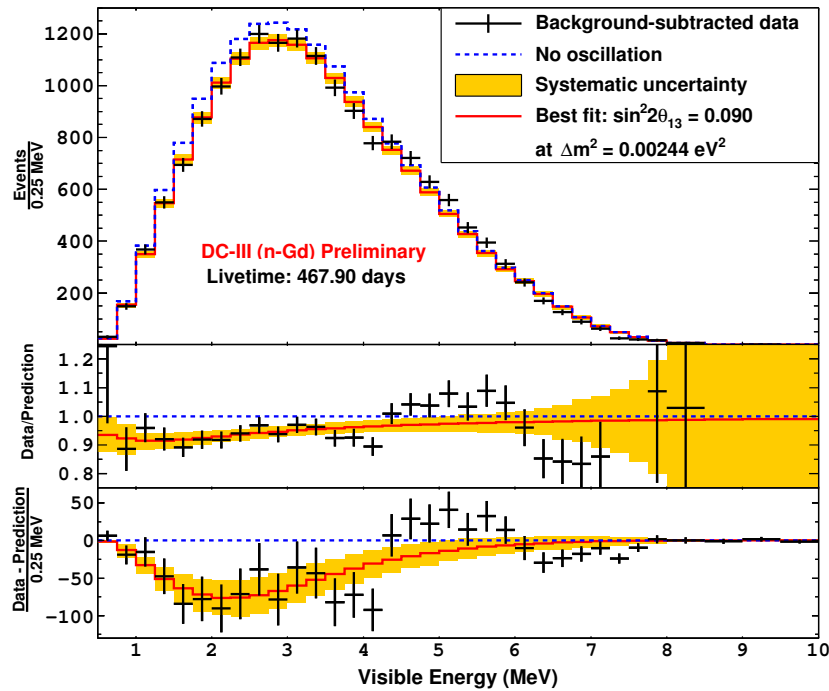 Background-subtracted data
No oscillation
Systematic uncertainty
Best fit: sin²2θ₁₃ = 0.090
at Δm² = 0.00244 eV²
DC-III (n-Gd) Preliminary
Livetime: 467.90 days
Events
0.25 MeV
1200
1000
800
600
400
200
Data/Prediction
1.2
1.1
1.0
0.9
0.8
Data - Prediction
0.25 MeV
50
0
-50
-100
1 2 3 4 5 6 7 8 9 10
Visible Energy (MeV)